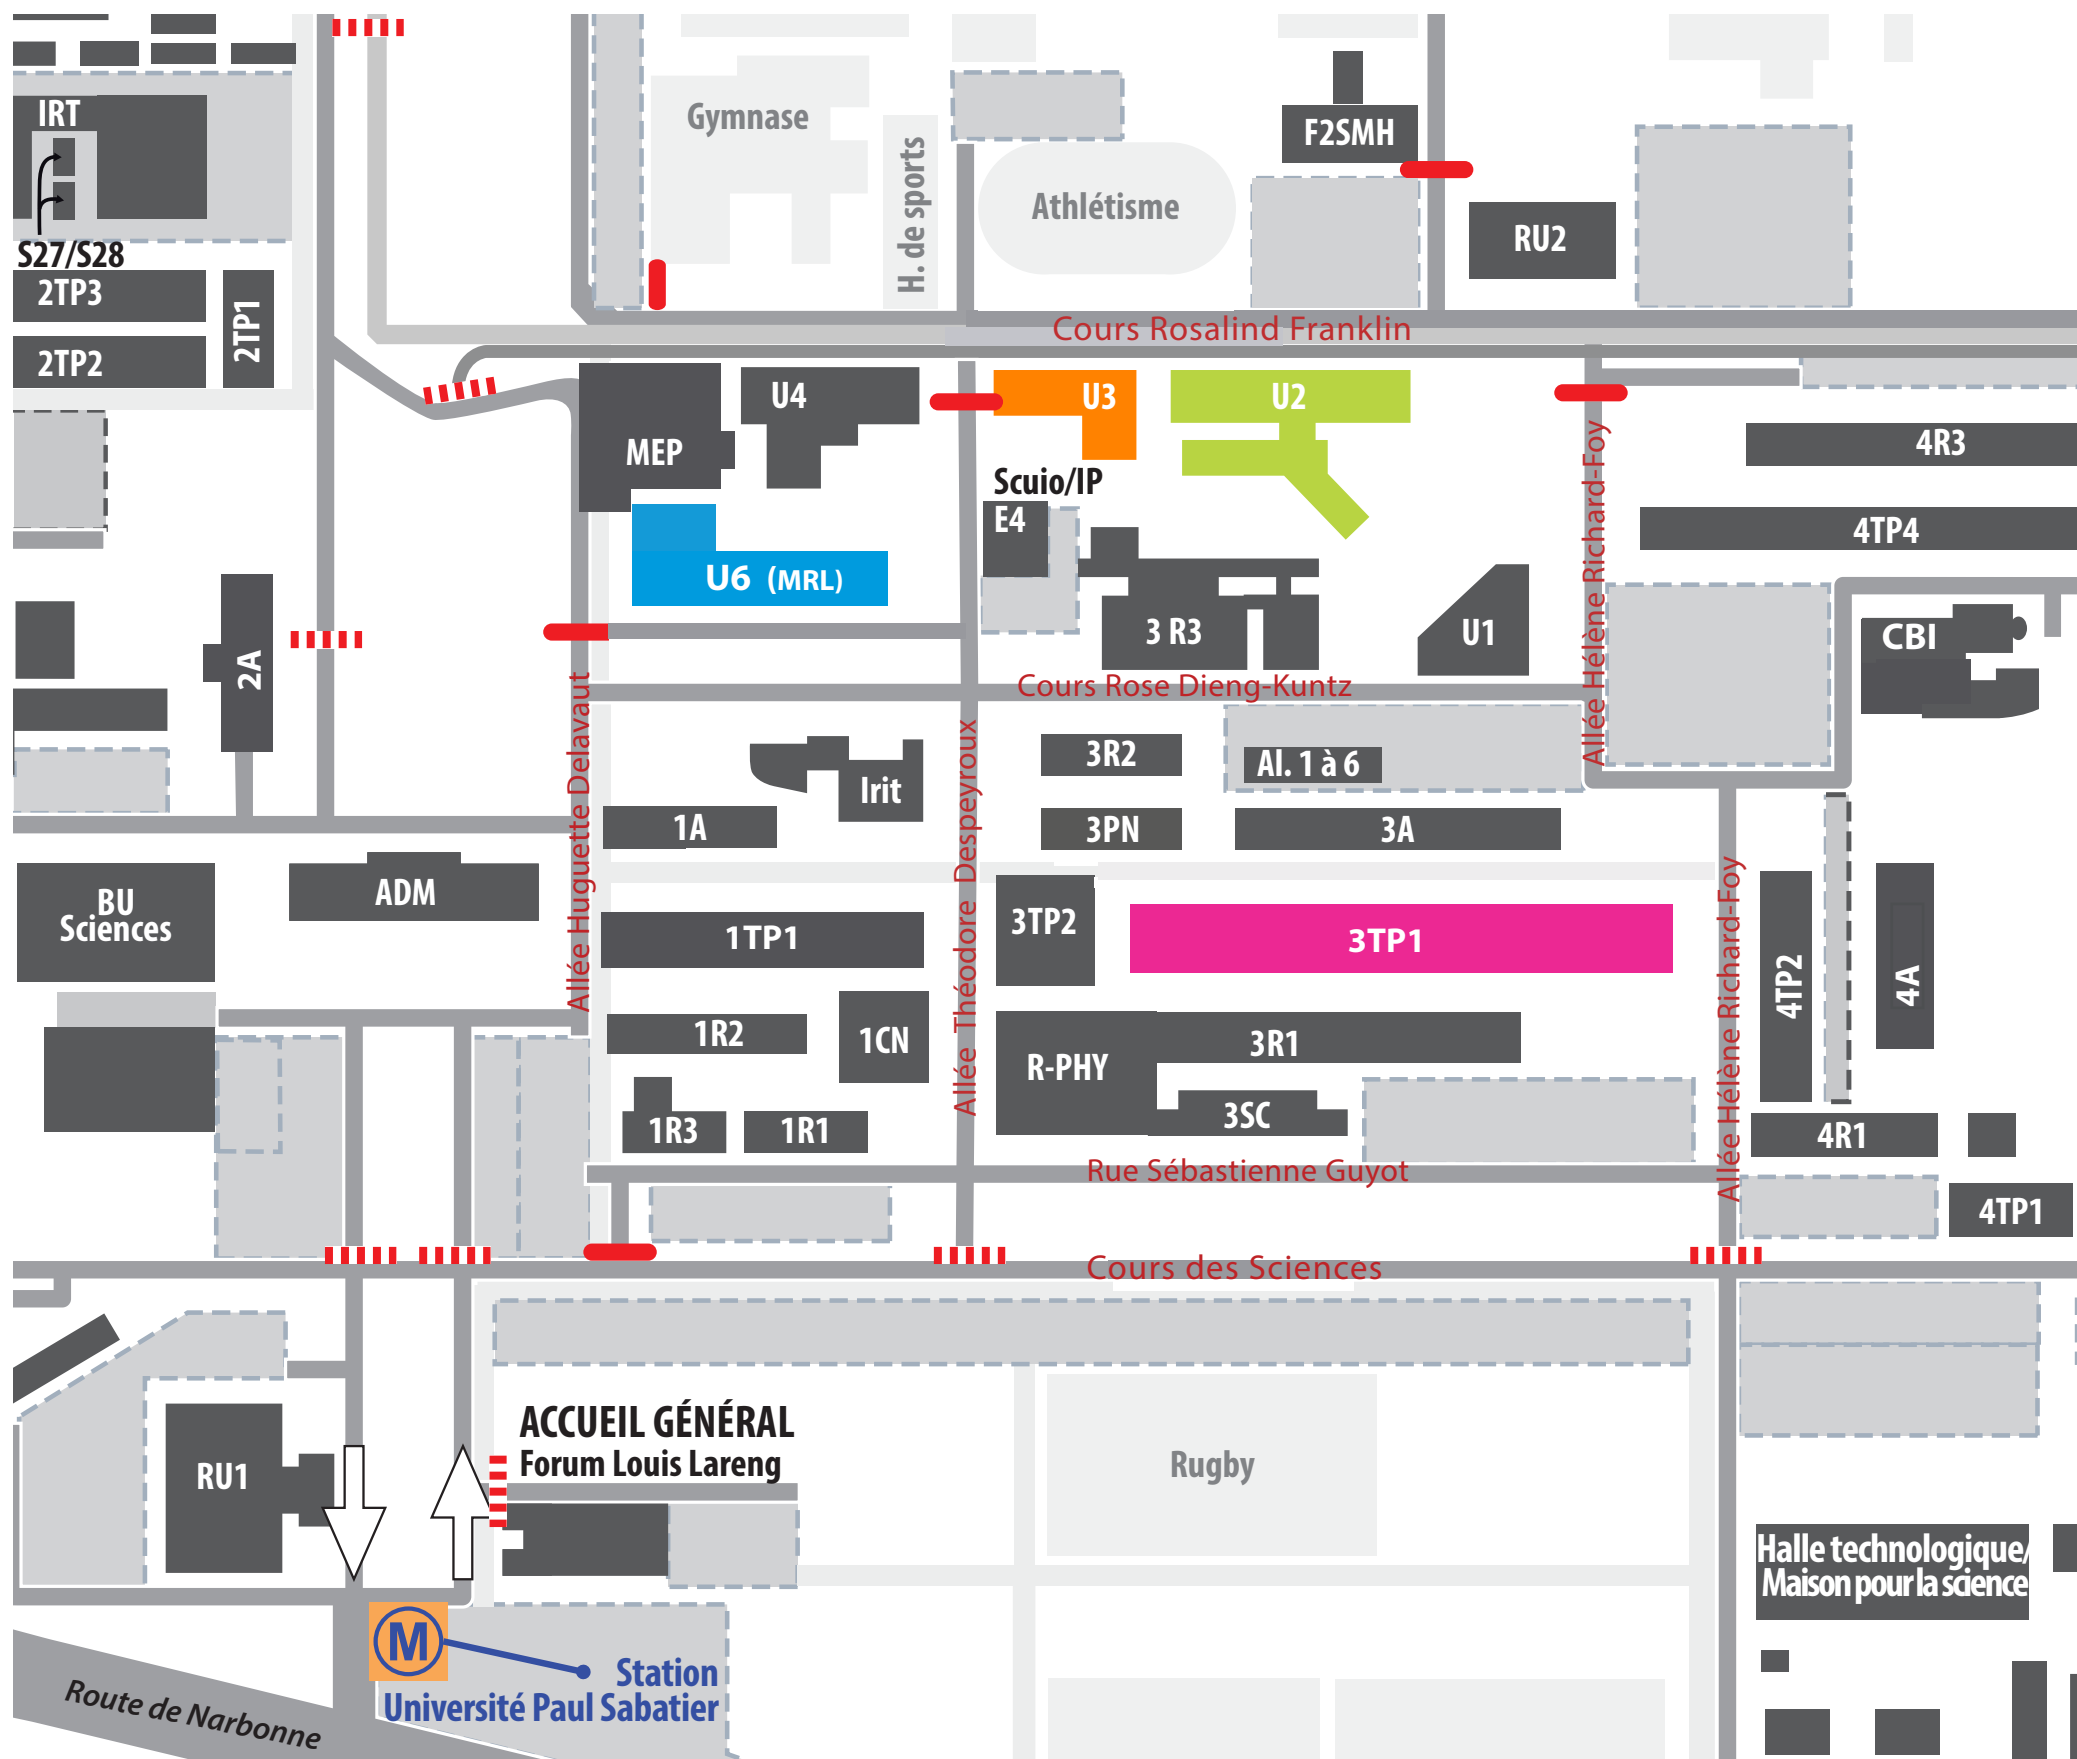 IRT
S27/S28
2TP3
2TP1
2TP2
Gymnase
H. de sports
Athlétisme
F2SMH
RU2
Cours Rosalind Franklin
MEP
U4
U3
U2
4R3
4TP4
Scuio/IP
E4
U6 (MRL)
3 R3
U1
CBI
Allée Hélène Richard-Foy
2A
Cours Rose Dieng-Kuntz
Allée Huguette Delavaut
Allée Théodore Despeyroux
3R2
Al. 1 à 6
Irit
1A
3PN
3A
BU
Sciences
ADM
1TP1
3TP2
3TP1
Allée Hélène Richard-Foy
4TP2
4A
1R2
1CN
R-PHY
3R1
3SC
1R3
1R1
4R1
Rue Sébastienne Guyot
4TP1
Cours des Sciences
ACCUEIL GÉNÉRAL
Forum Louis Lareng
RU1
Rugby
Halle technologique/
Maison pour la science
M
Station
Université Paul Sabatier
Route de Narbonne